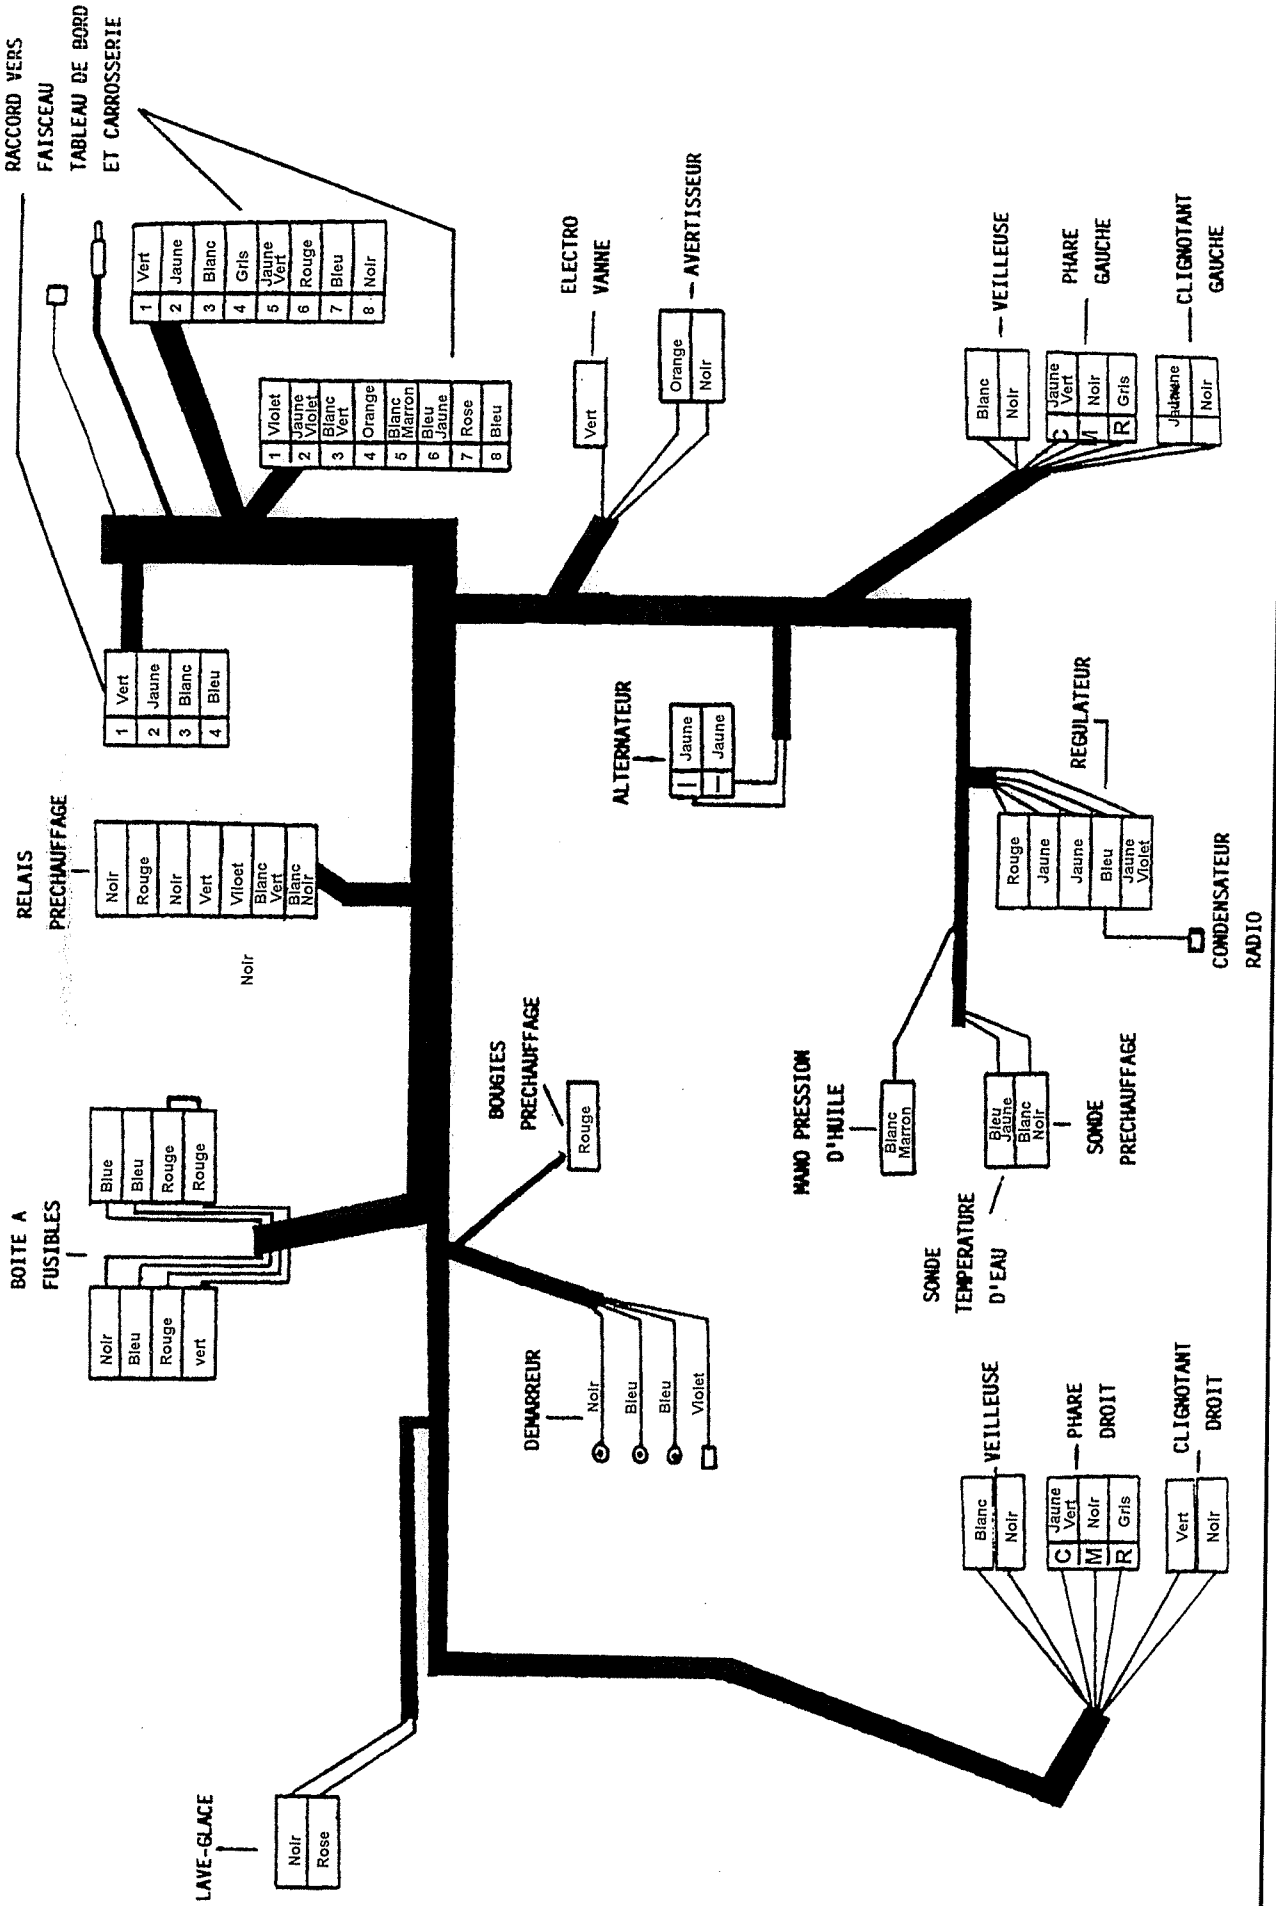 LAVE-GLACE
Noir
Rose
BOITE A
FUSIBLES
Noir
Bleu
Rouge
vert
Blue
Bleu
Rouge
Rouge
RELAIS
PRECHAUFFAGE
Noir
Rouge
Noir
Vert
Viloet
Blanc
Vert
Blanc
Noir
Noir
RACCORD VERS
FAISCEAU
TABLEAU DE BORD
ET CARROSSERIE
1 Vert
2 Jaune
3 Blanc
4 Bleu
1 Vert
2 Jaune
3 Blanc
4 Gris
5 Jaune
Vert
6 Rouge
7 Bleu
8 Noir
1 Violet
2 Jaune
Violet
3 Blanc
Vert
4 Orange
5 Blanc
Marron
6 Bleu
Jaune
7 Rose
8 Bleu
DEMARREUR
Noir
Bleu
Bleu
Violet
BOUGIES
PRECHAUFFAGE
Rouge
ALTERNATEUR
Jaune
Jaune
ELECTRO
VANNE
Vert
AVERTISSEUR
Orange
Noir
MANO PRESSION
D'HUILE
Blanc
Marron
SONDE
TEMPERATURE
D'EAU
Bleu
Jaune
Blanc
Noir
SONDE
PRECHAUFFAGE
REGULATEUR
Rouge
Jaune
Jaune
Bleu
Jaune
Violet
CONDENSATEUR
RADIO
VEILLEUSE
Blanc
Noir
PHARE
DROIT
C Jaune
Vert
M Noir
R Gris
CLIGNOTANT
DROIT
Vert
Noir
VEILLEUSE
Blanc
Noir
PHARE
GAUCHE
C Jaune
Vert
M Noir
R Gris
CLIGNOTANT
GAUCHE
Jaune
Noir